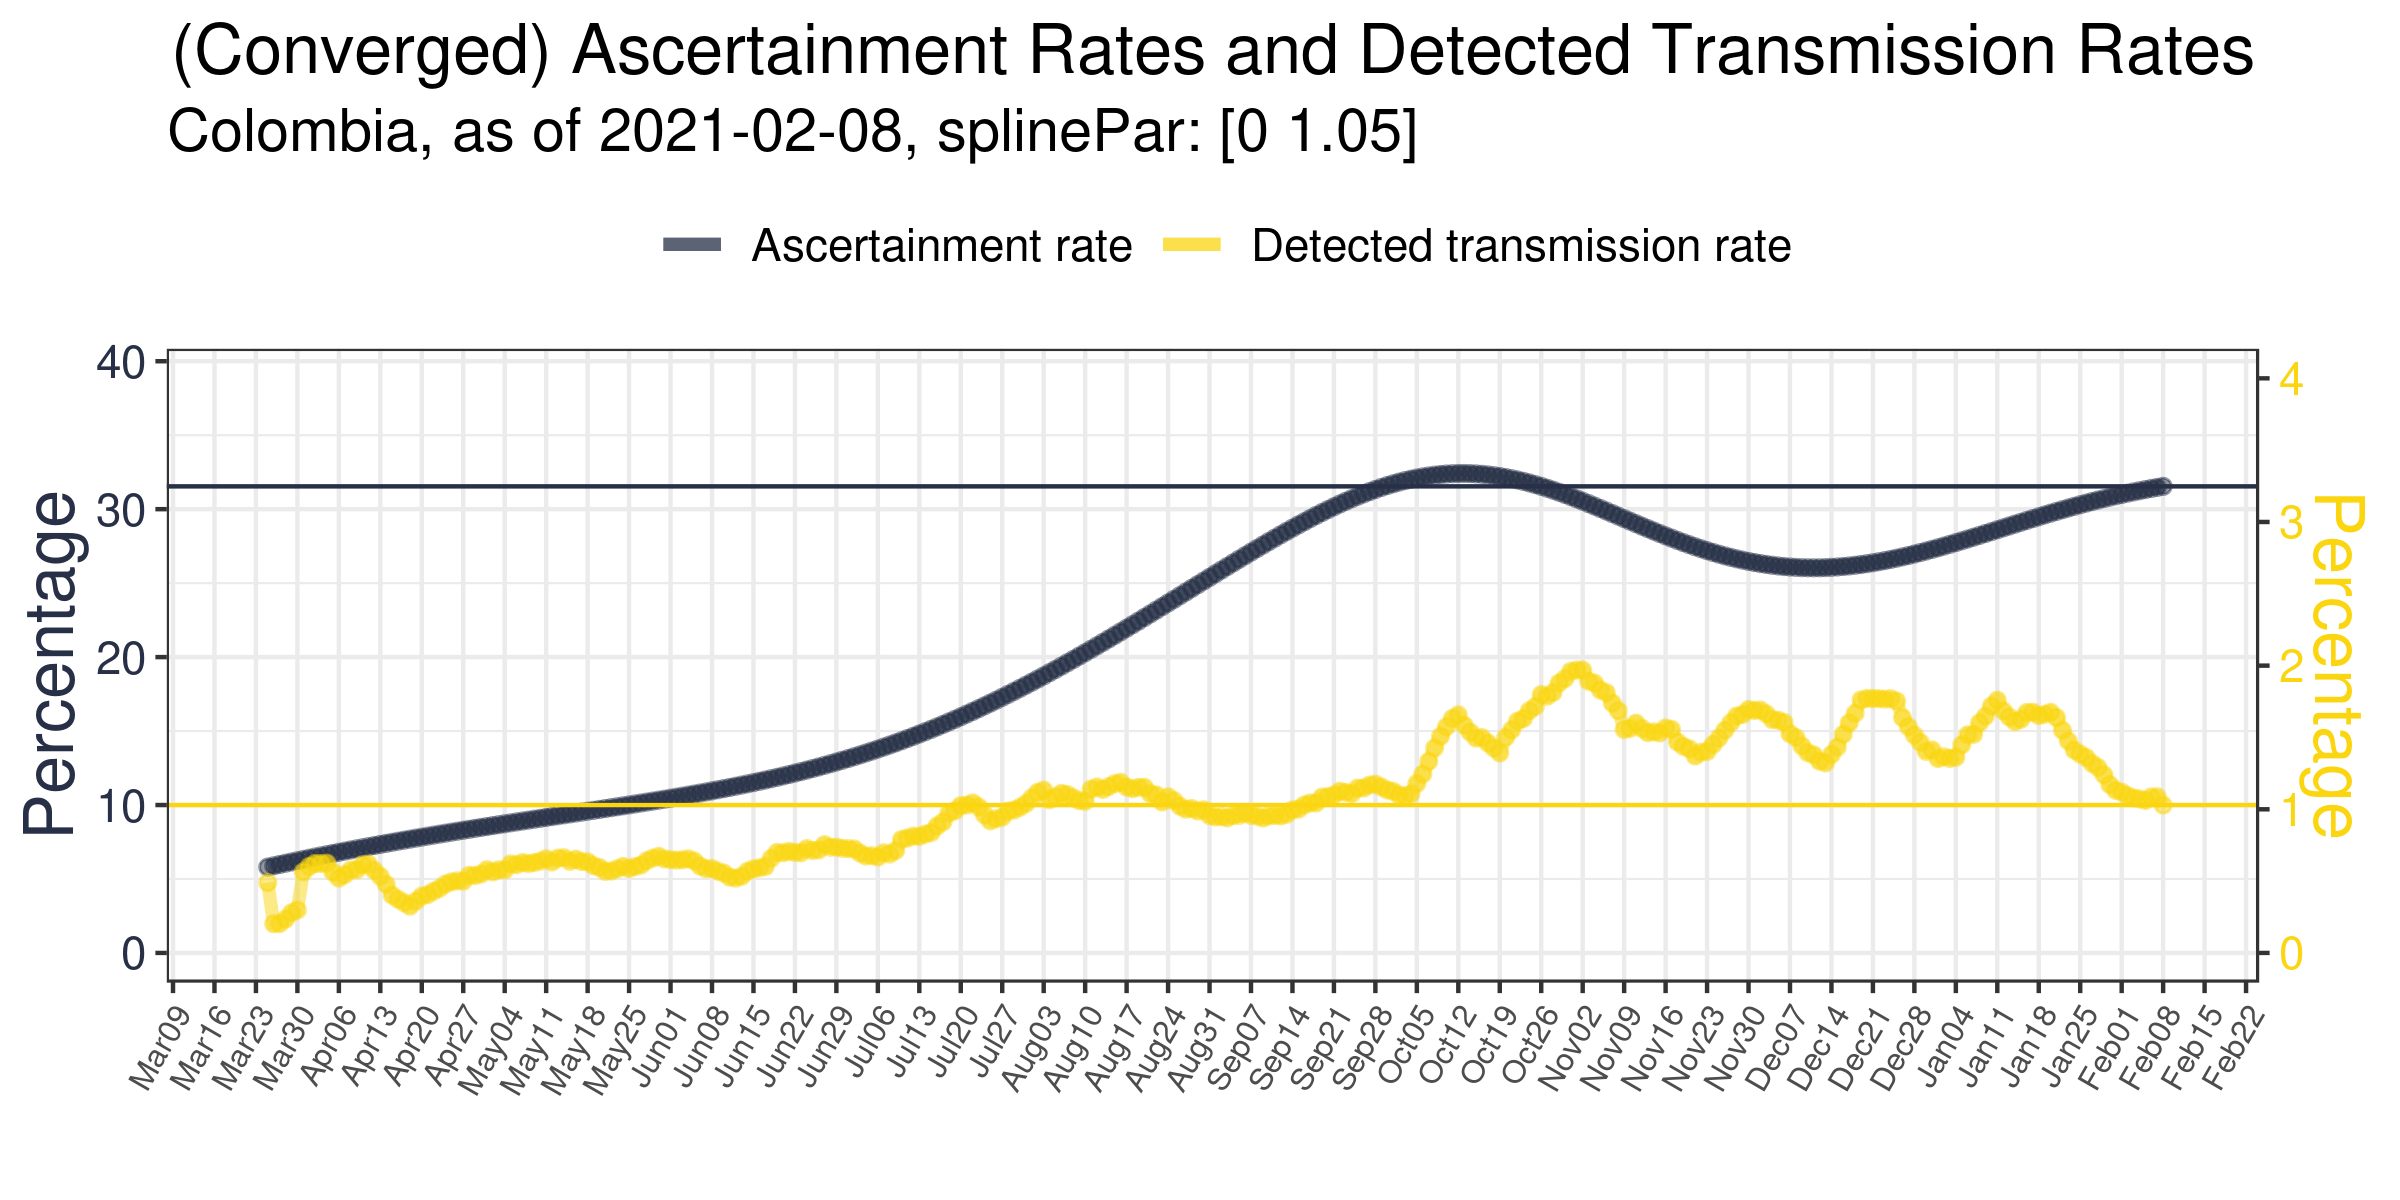 (Converged) Ascertainment Rates and Detected Transmission Rates
Colombia, as of 2021-02-08, splinePar: [0 1.05]
Ascertainment rate Detected transmission rate
Percentage
40
30
20
10
0
4
3
2
1
0
Percentage
Mar09 Mar16 Mar23 Mar30 Apr06 Apr13 Apr20 Apr27 May04 May11 May18 May25 Jun01 Jun08 Jun15 Jun22 Jun29 Jul06 Jul13 Jul20 Jul27 Aug03 Aug10 Aug17 Aug24 Aug31 Sep07 Sep14 Sep21 Sep28 Oct05 Oct12 Oct19 Oct26 Nov02 Nov09 Nov16 Nov23 Nov30 Dec07 Dec14 Dec21 Dec28 Jan04 Jan11 Jan18 Jan25 Feb01 Feb08 Feb15 Feb22